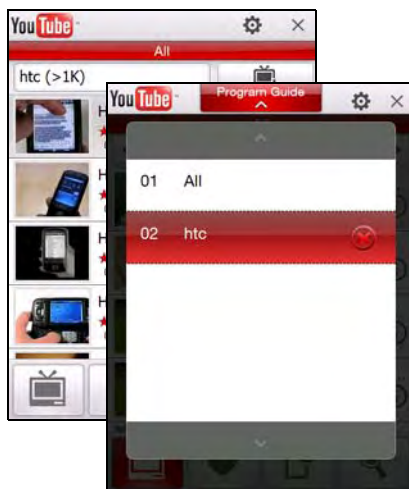 YouTube
All
htc (>1K)
H
H
H
H
YouTube
Program Guide
01 All
02 htc